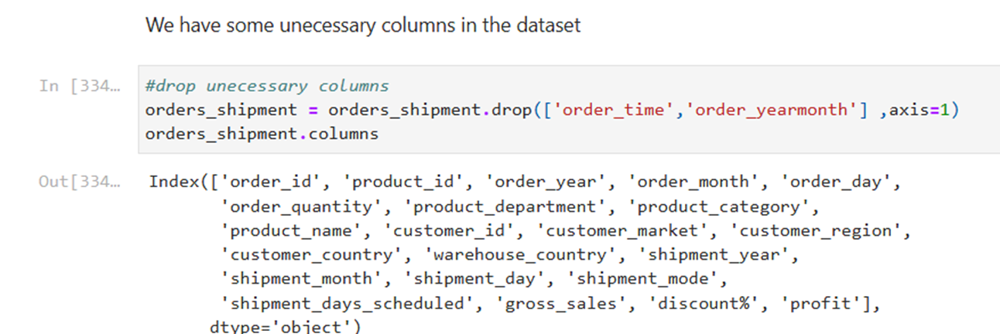 We have some unecessary columns in the dataset
In [334…
#drop unecessary columns
orders_shipment = orders_shipment.drop(['order_time','order_yearmonth'] ,axis=1)
orders_shipment.columns
Out[334…
Index(['order_id', 'product_id', 'order_year', 'order_month', 'order_day',
'order_quantity', 'product_department', 'product_category',
'product_name', 'customer_id', 'customer_market', 'customer_region',
'customer_country', 'warehouse_country', 'shipment_year',
'shipment_month', 'shipment_day', 'shipment_mode',
'shipment_days_scheduled', 'gross_sales', 'discount%', 'profit'],
dtype='object')